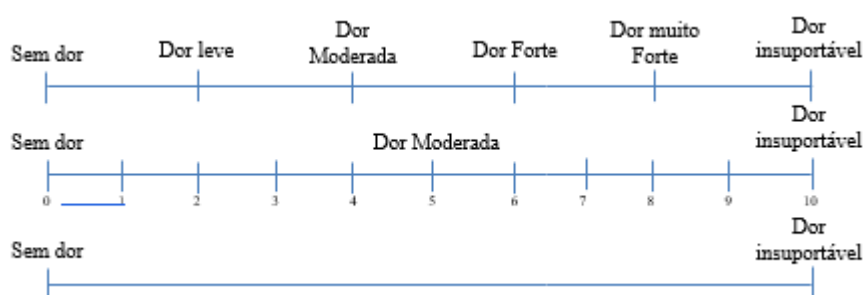 Sem dor Dor leve Dor Moderada Dor Forte Dor muito Forte Dor insuportável
Sem dor Dor Moderada Dor insuportável
0 1 2 3 4 5 6 7 8 9 10
Sem dor Dor insuportável